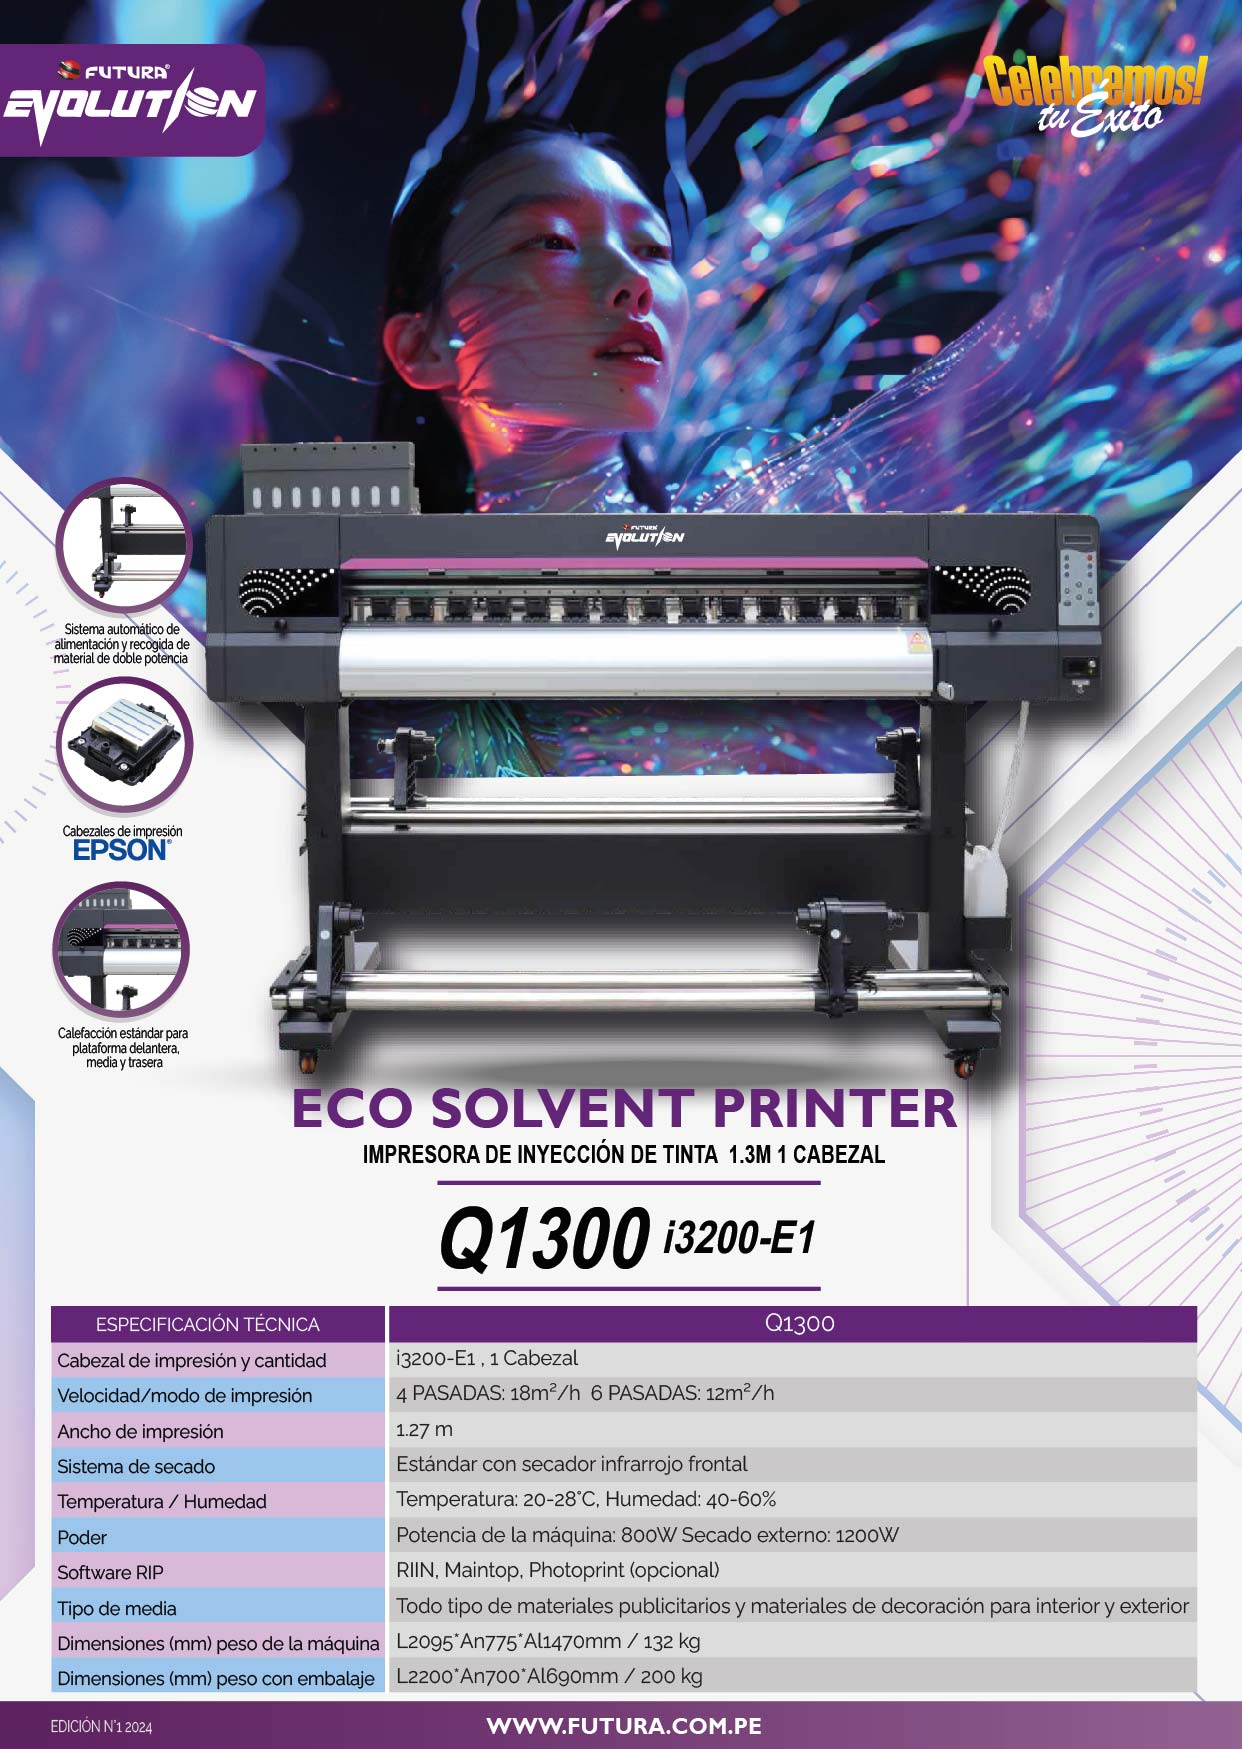 FUTURA®
EVOLUTION
Celebremos!
tu Éxito
FUTURA
EVOLUTION
Sistema automático de
alimentación y recogida de
material de doble potencia
Cabezales de impresión
EPSON®
Calefacción estándar para
plataforma delantera,
media y trasera
ECO SOLVENT PRINTER
IMPRESORA DE INYECCIÓN DE TINTA 1.3M 1 CABEZAL
Q1300 i3200-E1
ESPECIFICACIÓN TÉCNICA Q1300
Cabezal de impresión y cantidad i3200-E1 , 1 Cabezal
Velocidad/modo de impresión 4 PASADAS: 18m²/h 6 PASADAS: 12m²/h
Ancho de impresión 1.27 m
Sistema de secado Estándar con secador infrarrojo frontal
Temperatura / Humedad Temperatura: 20-28°C, Humedad: 40-60%
Poder Potencia de la máquina: 800W Secado externo: 1200W
Software RIP RIIN, Maintop, Photoprint (opcional)
Tipo de media Todo tipo de materiales publicitarios y materiales de decoración para interior y exterior
Dimensiones (mm) peso de la máquina L2095*An775*Al1470mm / 132 kg
Dimensiones (mm) peso con embalaje L2200*An700*Al690mm / 200 kg
EDICIÓN N°1 2024
WWW.FUTURA.COM.PE